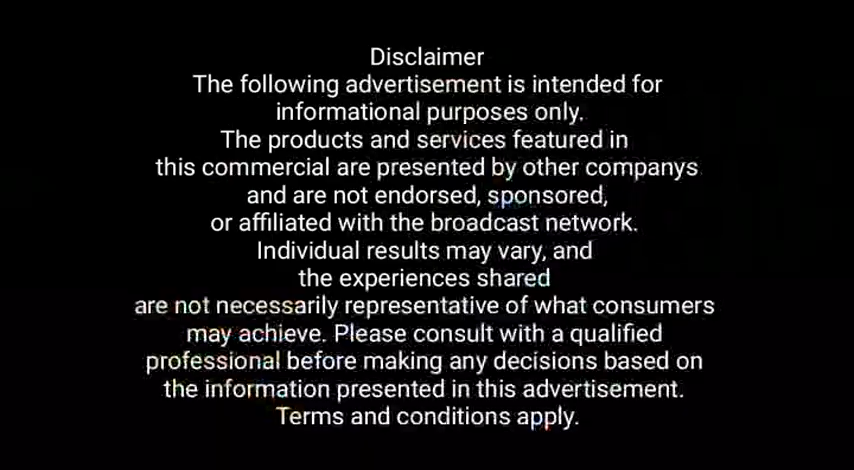 Disclaimer
The following advertisement is intended for
informational purposes only.
The products and services featured in
this commercial are presented by other companys
and are not endorsed, sponsored,
or affiliated with the broadcast network.
Individual results may vary, and
the experiences shared
are not necessarily representative of what consumers
may achieve. Please consult with a qualified
professional before making any decisions based on
the information presented in this advertisement.
Terms and conditions apply.